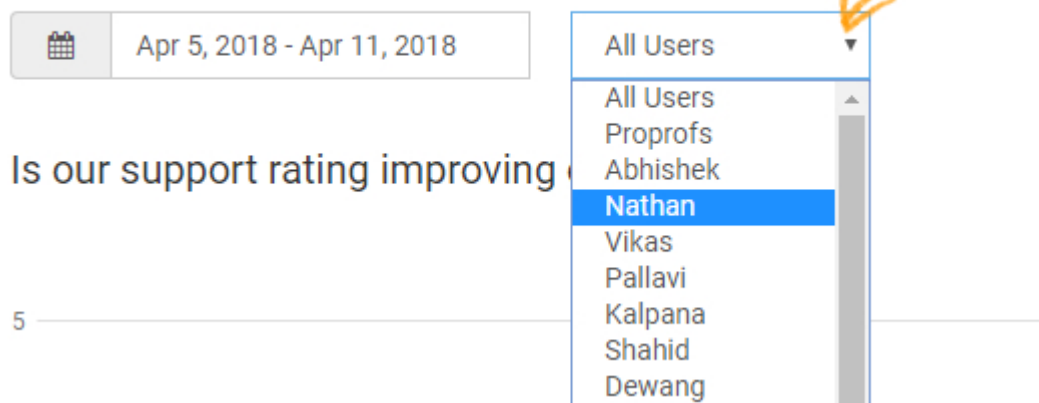 Apr 5, 2018 - Apr 11, 2018
All Users
All Users
Proprofs
Abhishek
Is our support rating improving
Nathan
Vikas
Pallavi
Kalpana
5
Shahid
Dewang